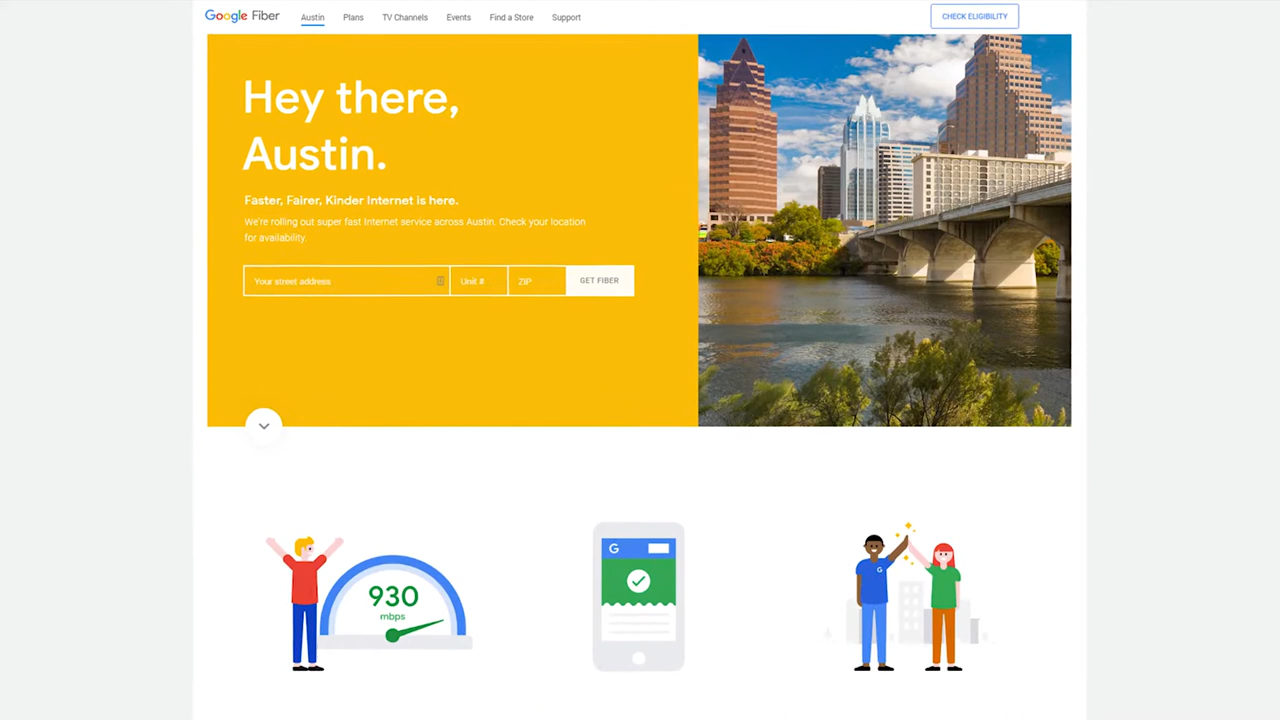 Google Fiber
Austin
Plans
TV Channels
Events
Find a Store
Support
CHECK ELIGIBILITY
Hey there,
Austin.
Faster, Fairer, Kinder Internet is here.
We're rolling out super fast Internet service across Austin. Check your location
for availability.
Your street address
Unit #
ZIP
GET FIBER
930
mbps
G
G